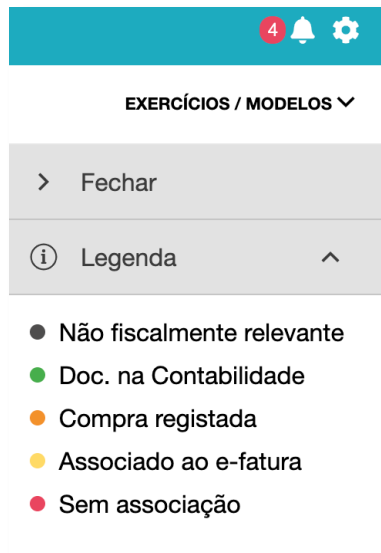 4
EXERCÍCIOS / MODELOS
Fechar
Legenda
Não fiscalmente relevante
Doc. na Contabilidade
Compra registada
Associado ao e-fatura
Sem associação